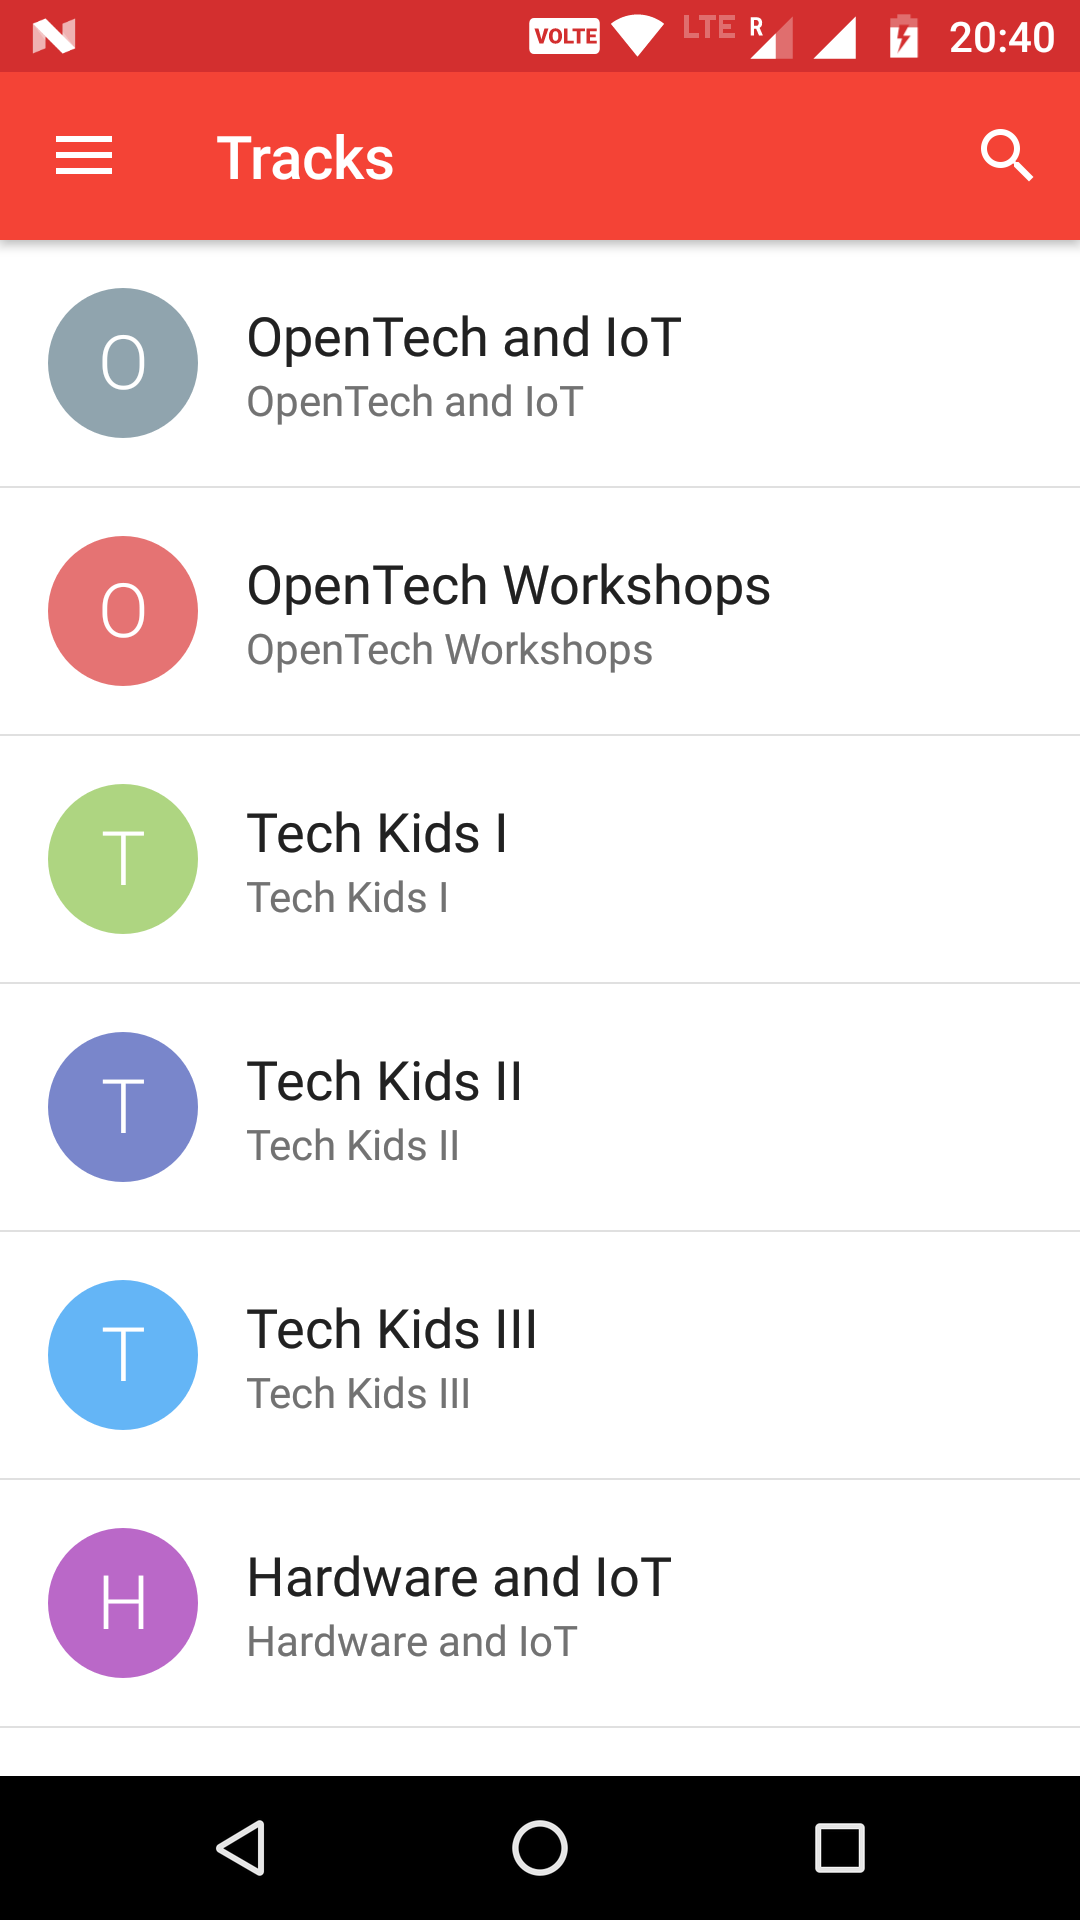 VOLTE LTE R 20:40
Tracks
O
OpenTech and IoT
OpenTech and IoT
O
OpenTech Workshops
OpenTech Workshops
T
Tech Kids I
Tech Kids I
T
Tech Kids II
Tech Kids II
T
Tech Kids III
Tech Kids III
H
Hardware and IoT
Hardware and IoT